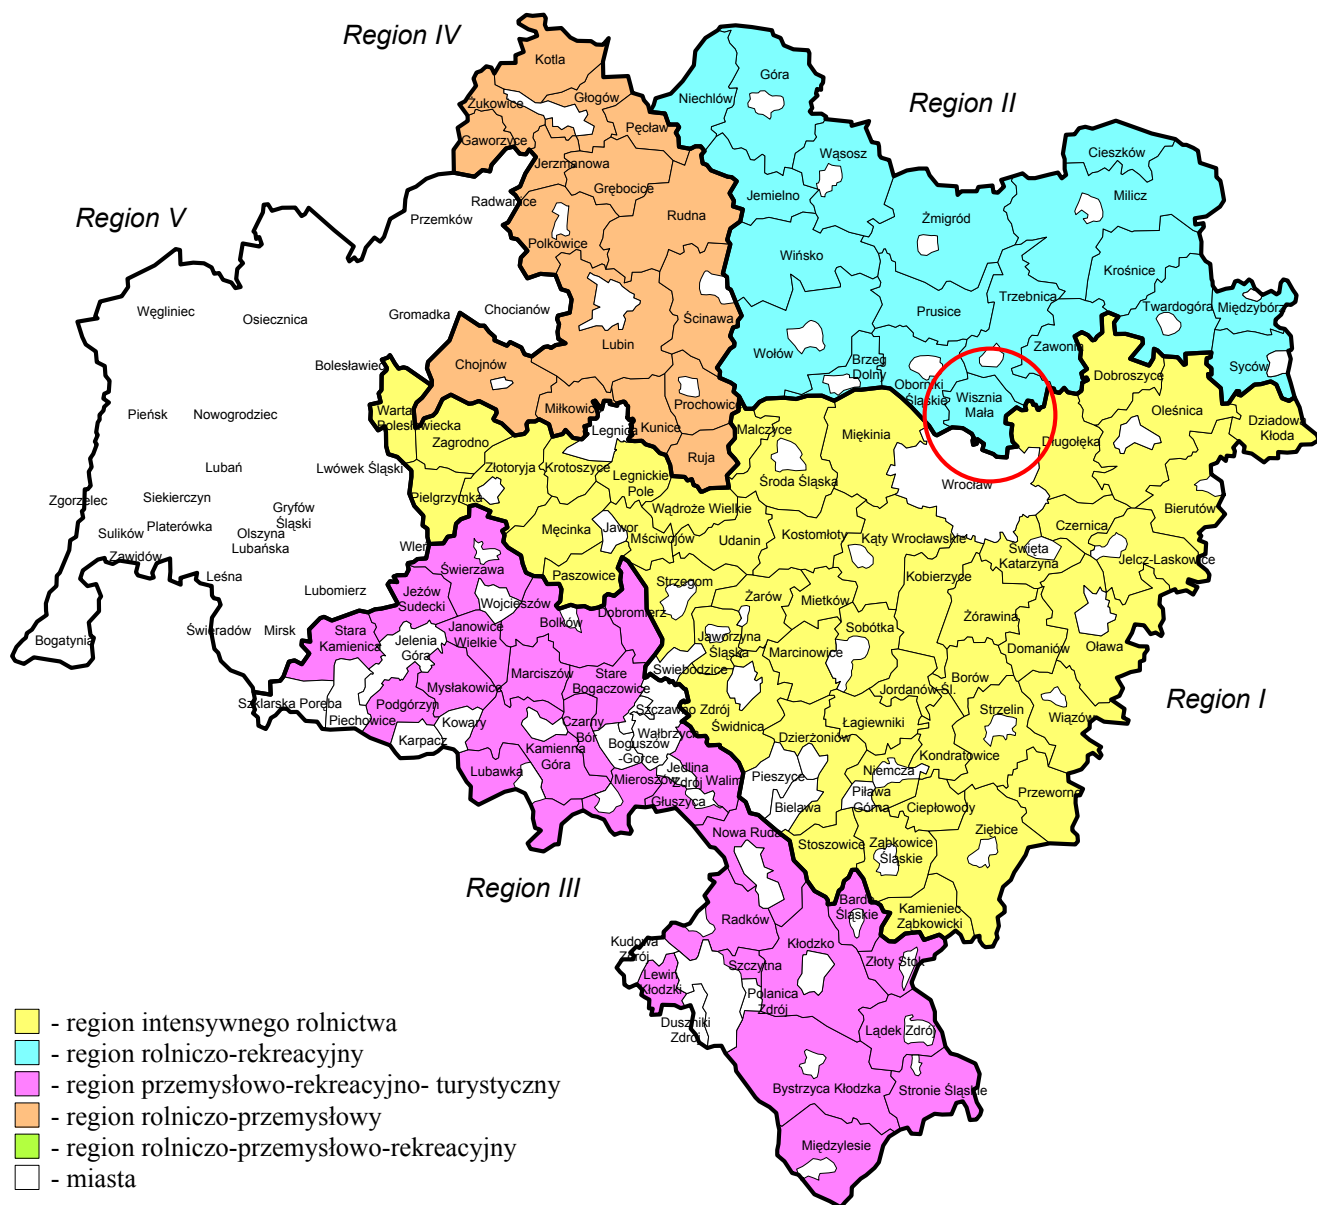 Region IV
Kotla
Głogów
Żukowice
Gaworzyce
Pęcław
Jerzmanowa
Grębocice
Radwanice
Przemków
Rudna
Polkowice
Region II
Góra
Niechlów
Wąsosz
Jemielno
Cieszków
Milicz
Żmigród
Wińsko
Krośnice
Trzebnica
Twardogóra
Międzybórz
Prusice
Zawonia
Syców
Wołów
Brzeg
Dolny
Oborniki
Śląskie
Wisznia
Mała
Region V
Węgliniec
Osiecznica
Gromadka
Chocianów
Ścinawa
Lubin
Bolesławiec
Chojnów
Miłkowice
Prochowice
Kunice
Legnica
Ruja
Pieńsk
Nowogrodziec
Warta
Bolesławiecka
Zagrodno
Lubań
Lwówek Śląski
Złotoryja
Krotoszyce
Legnickie
Pole
Pielgrzymka
Zgorzelec
Siekierczyn
Gryfów
Śląski
Sulików
Platerówka
Olszyna
Lubańska
Zawidów
Leśna
Wleń
Lubomierz
Świeradów
Mirsk
Bogatynia
Dobroszyce
Oleśnica
Dziadowa
Kłoda
Długołęka
Malczyce
Miękinia
Środa Śląska
Wrocław
Bierutów
Wądroże Wielkie
Męcinka
Jawor
Mściwojów
Udanin
Kostomłoty
Kąty Wrocławskie
Czernica
Święta
Katarzyna
Jelcz-Laskowice
Paszowice
Strzegom
Kobierzyce
Żarów
Mietków
Żórawina
Świerzawa
Jeżów
Sudecki
Wojcieszów
Bolków
Dobromierz
Janowice
Wielkie
Stara
Kamienica
Jelenia
Góra
Jaworzyna
Śląska
Marcinowice
Sobótka
Domaniów
Oława
Świebodzice
Marciszów
Stare
Bogaczowice
Mysłakowice
Podgórzyn
Szklarska Poręba
Piechowice
Kowary
Karpacz
Borów
Jordanów Śl.
Strzelin
Wiązów
Region I
Szczawno Zdrój
Świdnica
Łagiewniki
Czarny
Bór
Wałbrzych
Boguszów
-Gorce
Dzierżoniów
Kondratowice
Kamienna
Góra
Lubawka
Jedlina
Zdrój
Walim
Mieroszów
Głuszyca
Pieszyce
Niemcza
Piława
Górna
Bielawa
Ciepłowody
Przeworno
Nowa Ruda
Stoszowice
Ząbkowice
Śląskie
Ziębice
Region III
Bardo
Śląskie
Kamieniec
Ząbkowicki
Radków
Kłodzko
Kudowa
Zdrój
Złoty Stok
Lewin
Kłodzki
Szczytna
Polanica
Zdrój
Duszniki
Zdrój
Lądek Zdrój
Bystrzyca Kłodzka
Stronie Śląskie
Międzylesie
- region intensywnego rolnictwa
- region rolniczo-rekreacyjny
- region przemysłowo-rekreacyjno- turystyczny
- region rolniczo-przemysłowy
- region rolniczo-przemysłowo-rekreacyjny
- miasta